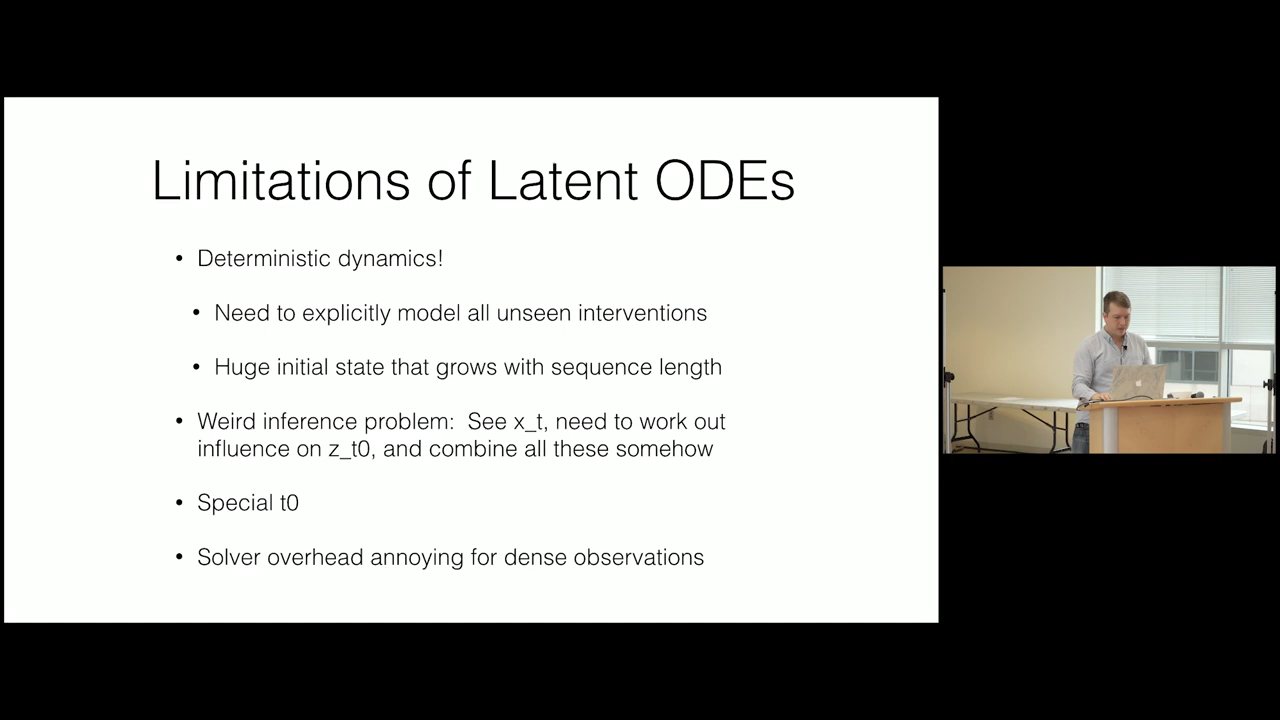 Limitations of Latent ODEs
• Deterministic dynamics!
• Need to explicitly model all unseen interventions
• Huge initial state that grows with sequence length
• Weird inference problem: See x_t, need to work out
influence on z_t0, and combine all these somehow
• Special t0
• Solver overhead annoying for dense observations